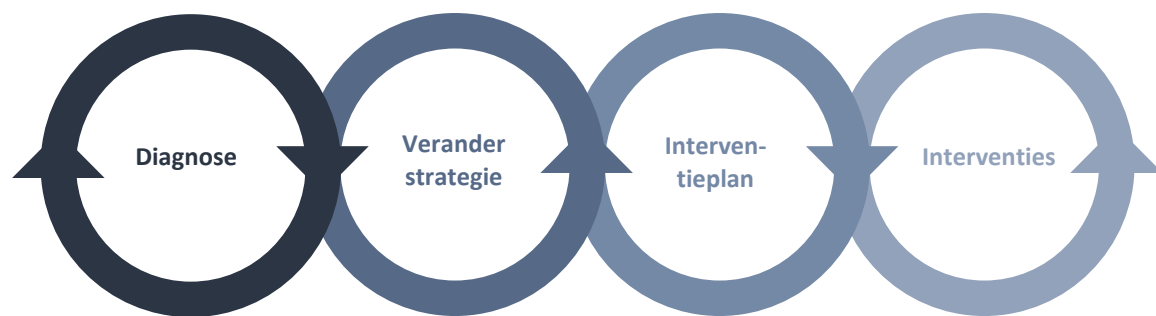 Diagnose
Verander
strategie
Interven-
tieplan
Interventies